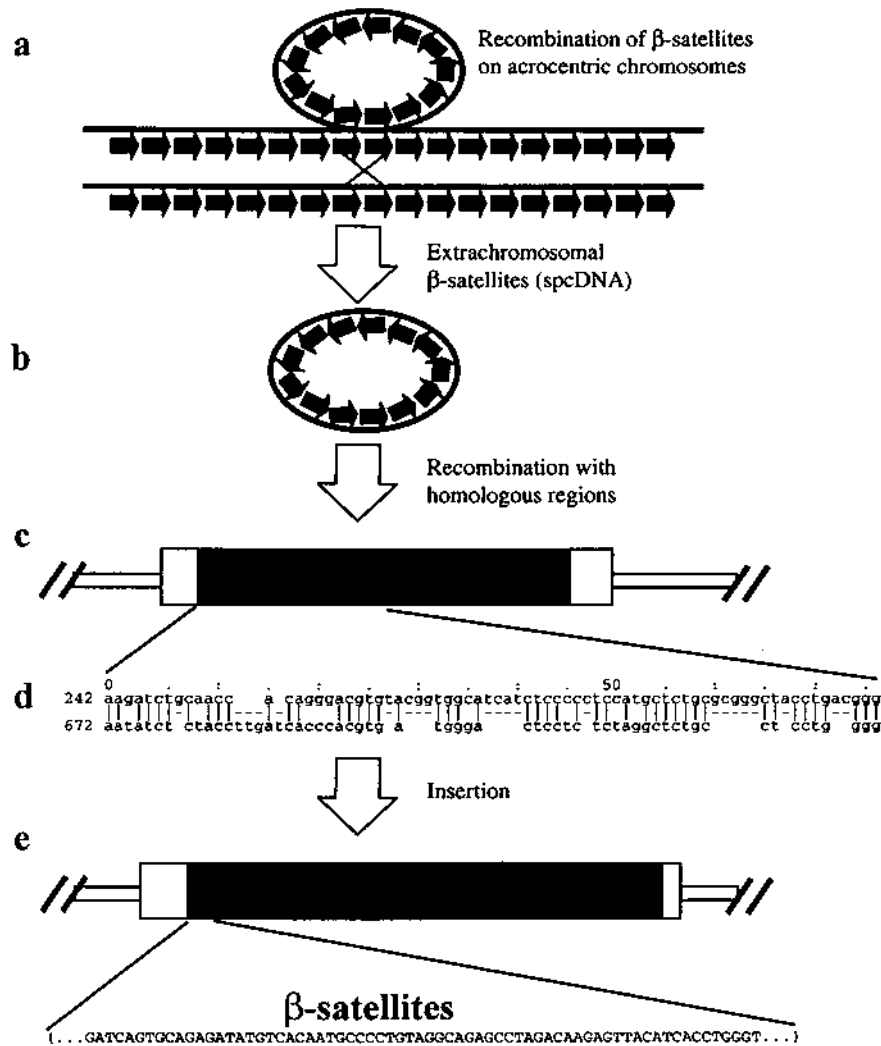 a
Recombination of β-satellites
on acrocentric chromosomes
Extrachromosomal
β-satellites (spcDNA)
b
Recombination with
homologous regions
c
0 50
d
242 aagatctgcaacc a cagggacgtgtacggtggcatcatctccccctccatgctctgcgcgggctacctgacggg
672 aatatct ctaccttgatcacccacgtg a tggga ctcctc tctaggctctgc ct cctg ggg
Insertion
e
β-satellites
(...GATCAGTGCAGAGATATGTCACAATGCCCCTGTAGGCAGAGCCTAGACAAGAGTTACATCACCTGGGT...)